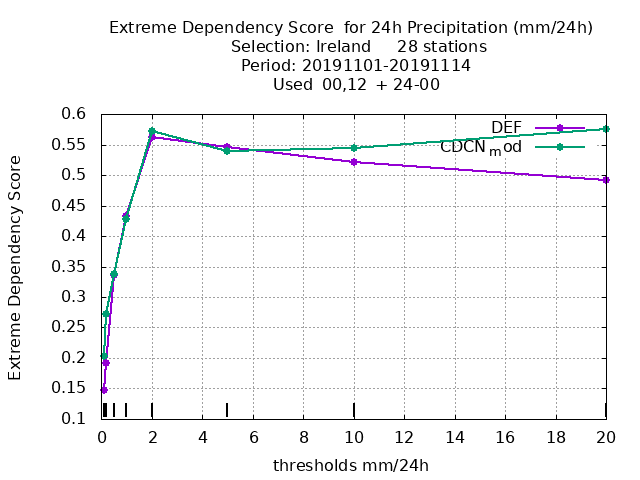 Extreme Dependency Score  for 24h Precipitation (mm/24h)
Selection: Ireland     28 stations
Period: 20191101-20191114
Used  00,12  + 24-00
DEF
CDCN_mod
Extreme Dependency Score
0.6
0.55
0.5
0.45
0.4
0.35
0.3
0.25
0.2
0.15
0.1
0 2 4 6 8 10 12 14 16 18 20
thresholds mm/24h